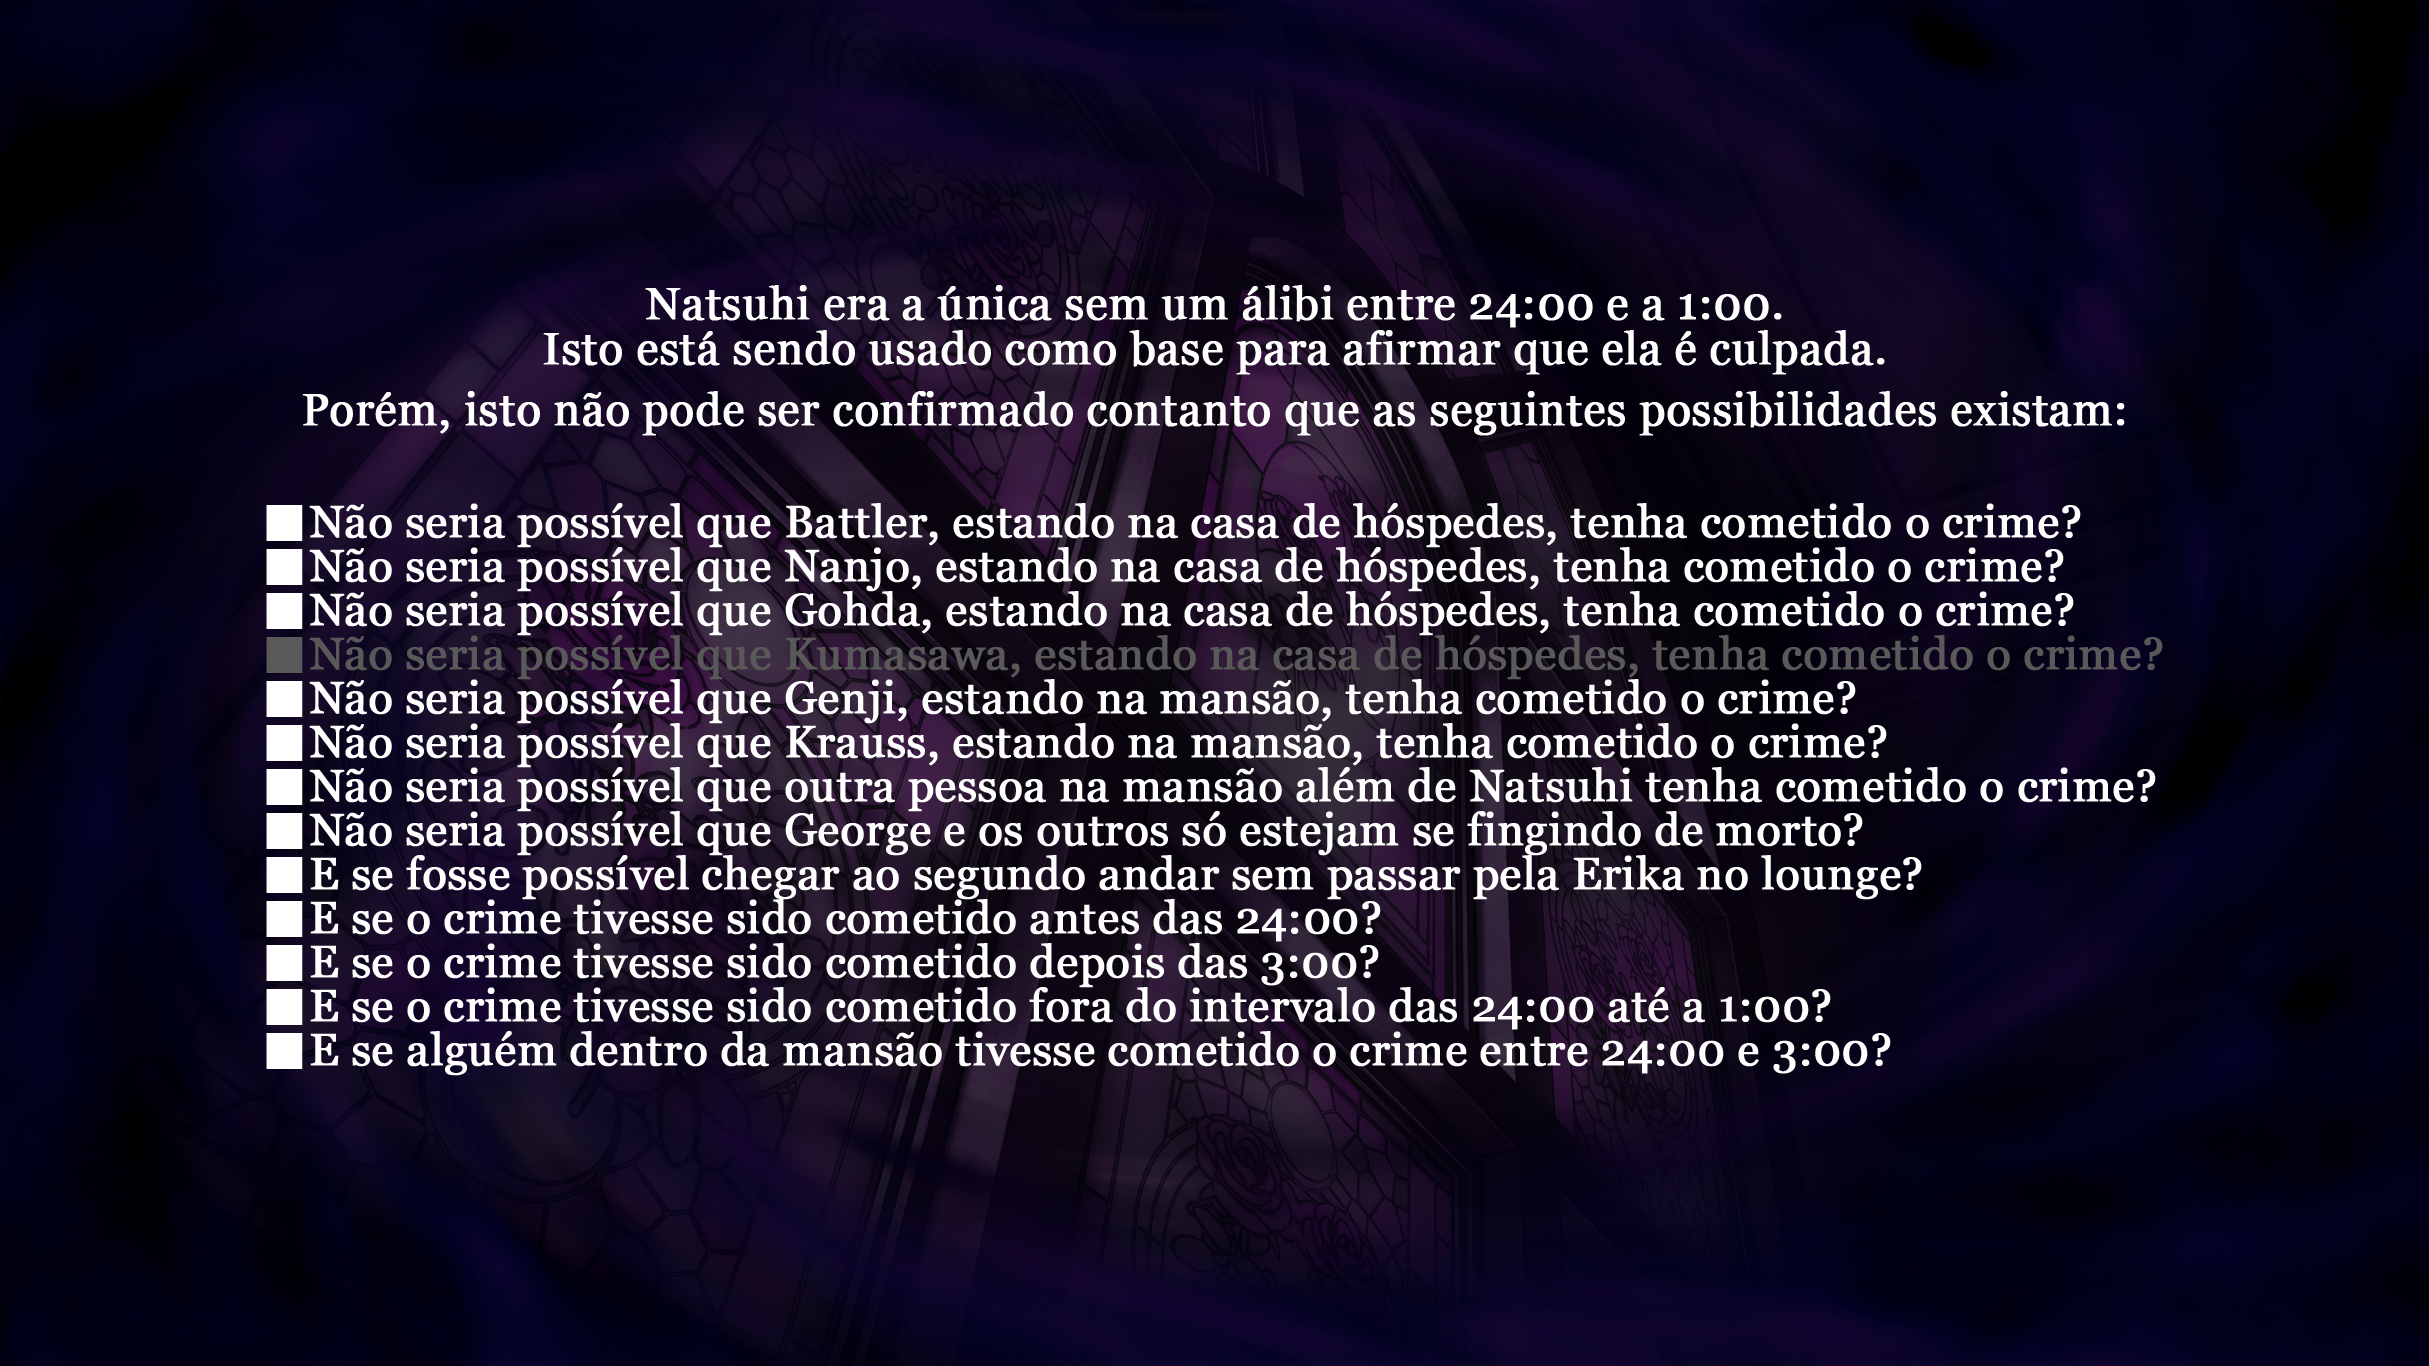 Natsuhi era a única sem um álibi entre 24:00 e a 1:00.
Isto está sendo usado como base para afirmar que ela é culpada.
Porém, isto não pode ser confirmado contanto que as seguintes possibilidades existam:
■Não seria possível que Battler, estando na casa de hóspedes, tenha cometido o crime?
■Não seria possível que Nanjo, estando na casa de hóspedes, tenha cometido o crime?
■Não seria possível que Gohda, estando na casa de hóspedes, tenha cometido o crime?
■Não seria possível que Kumasawa, estando na casa de hóspedes, tenha cometido o crime?
■Não seria possível que Genji, estando na mansão, tenha cometido o crime?
■Não seria possível que Krauss, estando na mansão, tenha cometido o crime?
■Não seria possível que outra pessoa na mansão além de Natsuhi tenha cometido o crime?
■Não seria possível que George e os outros só estejam se fingindo de morto?
■E se fosse possível chegar ao segundo andar sem passar pela Erika no lounge?
■E se o crime tivesse sido cometido antes das 24:00?
■E se o crime tivesse sido cometido depois das 3:00?
■E se o crime tivesse sido cometido fora do intervalo das 24:00 até a 1:00?
■E se alguém dentro da mansão tivesse cometido o crime entre 24:00 e 3:00?